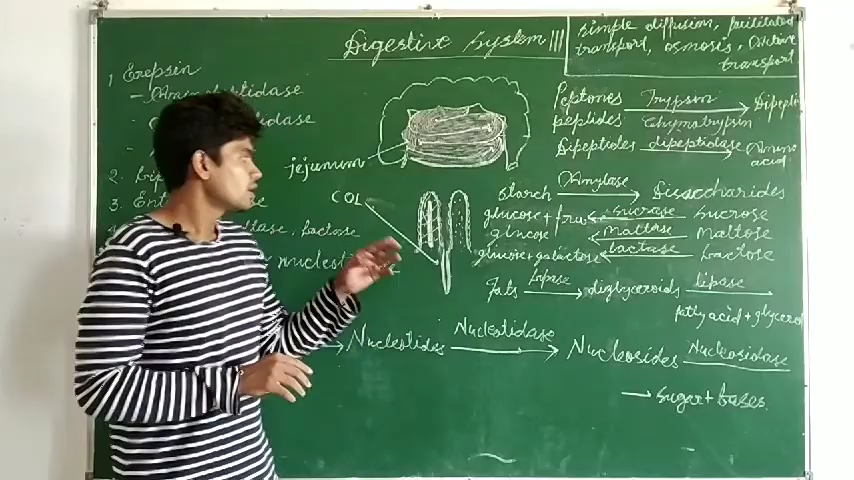 Digestive System III
simple diffusion, facilitated
transport, osmosis, Active
transport
1 Erepsin
- Aminopeptidase
2.
3.
jejunum
COL
Peptones Trypsin
peptides Chymotrypsin
Dipeptides dipeptidase Amino
acid
Starch Amylase Disaccharides
glucose + fru sucrase Sucrose
glucose maltase Maltose
glucose + galactose lactase Lactose
Fats lipase diglyceroids lipase
fatty acid + glycerol
Nucleotides Nucleotidase Nucleosides Nucleosidase
Sugar + bases